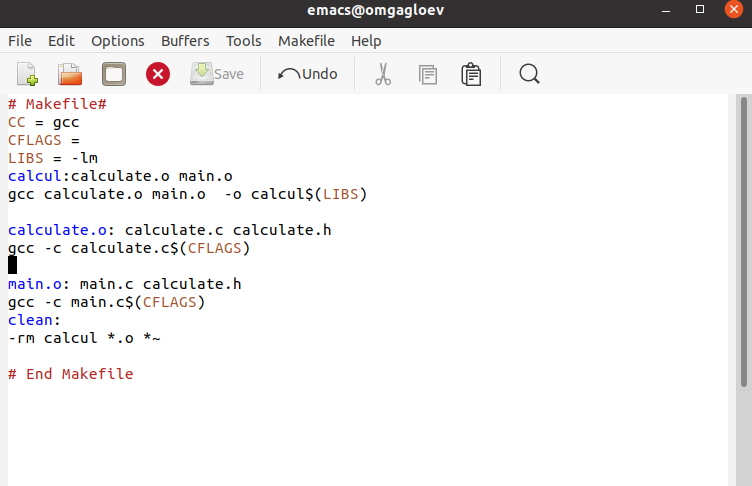 emacs@omgagloev
File Edit Options Buffers Tools Makefile Help
Save Undo
# Makefile#
CC = gcc
CFLAGS =
LIBS = -lm
calcul:calculate.o main.o
gcc calculate.o main.o  -o calcul$(LIBS)
calculate.o: calculate.c calculate.h
gcc -c calculate.c$(CFLAGS)
main.o: main.c calculate.h
gcc -c main.c$(CFLAGS)
clean:
-rm calcul *.o *~
# End Makefile